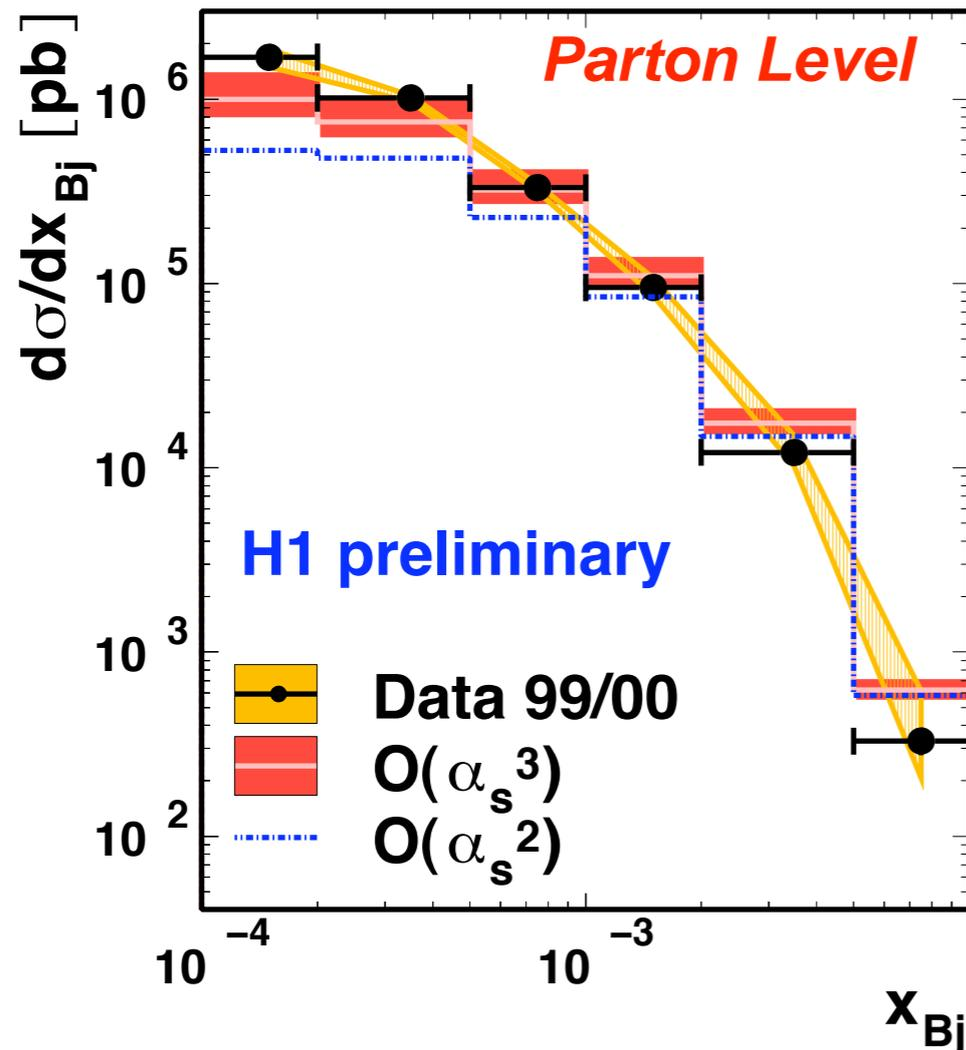 dσ/dx_Bj [pb]
Parton Level
10^6
10^5
10^4
H1 preliminary
10^3
Data 99/00
O(α_s^3)
10^2
O(α_s^2)
10^−4 10^−3
x_Bj